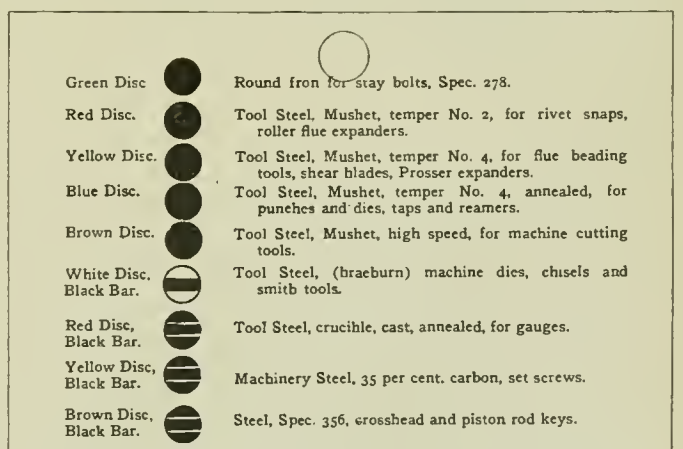 Green Disc Round fron for stay bolts, Spec. 278.
Red Disc. Tool Steel, Mushet, temper No. 2, for rivet snaps,
roller flue expanders.
Yellow Disc. Tool Steel, Mushet, temper No. 4, for flue beading
tools, shear blades, Prosser expanders.
Blue Disc. Tool Steel, Mushet, temper No. 4, annealed, for
punches and dies, taps and reamers.
Brown Disc. Tool Steel, Mushet, high speed, for machine cutting
tools.
White Disc. Tool Steel, (braeburn) machine dies, chisels and
Black Bar. smitb tools.
Red Disc,
Black Bar. Tool Steel, crucible, cast, annealed, for gauges.
Yellow Disc,
Black Bar. Machinery Steel, 35 per cent. carbon, set screws.
Brown Disc,
Black Bar. Steel, Spec. 356, crosshead and piston rod keys.